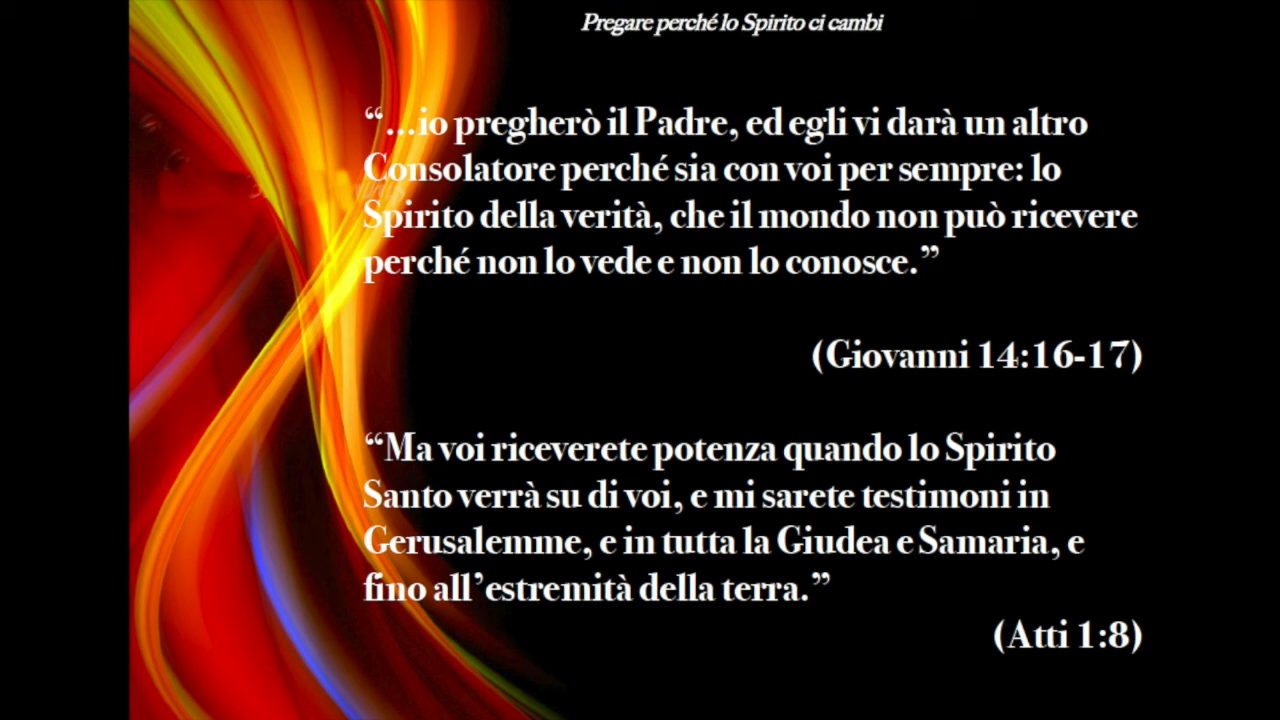 Pregare perché lo Spirito ci cambi
“…io pregherò il Padre, ed egli vi darà un altro
Consolatore perché sia con voi per sempre: lo
Spirito della verità, che il mondo non può ricevere
perché non lo vede e non lo conosce.”
(Giovanni 14:16-17)
“Ma voi riceverete potenza quando lo Spirito
Santo verrà su di voi, e mi sarete testimoni in
Gerusalemme, e in tutta la Giudea e Samaria, e
fino all’estremità della terra.”
(Atti 1:8)